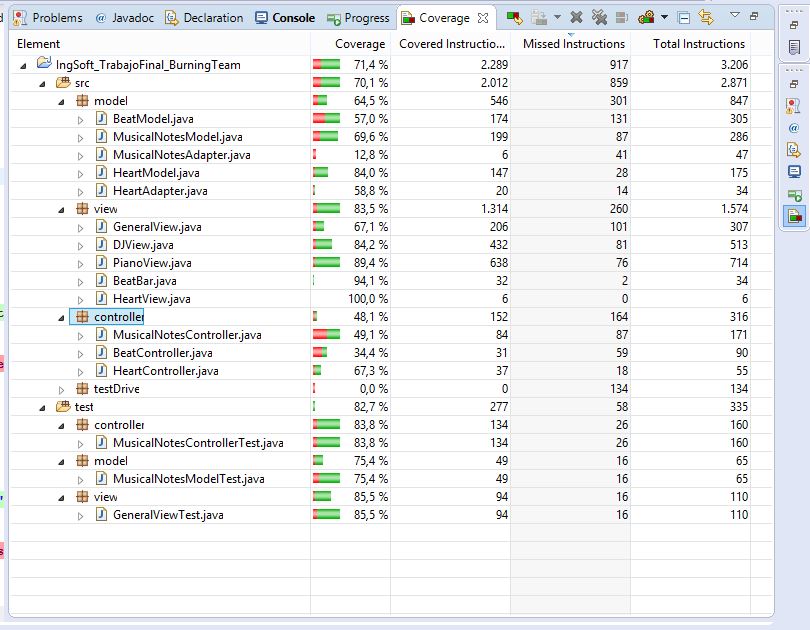 Problems @ Javadoc Declaration Console Progress Coverage
Element Coverage Covered Instructio... Missed Instructions Total Instructions
IngSoft_TrabajoFinal_BurningTeam 71,4 % 2.289 917 3.206
src 70,1 % 2.012 859 2.871
model 64,5 % 546 301 847
BeatModel.java 57,0 % 174 131 305
MusicalNotesModel.java 69,6 % 199 87 286
MusicalNotesAdapter.java 12,8 % 6 41 47
HeartModel.java 84,0 % 147 28 175
HeartAdapter.java 58,8 % 20 14 34
view 83,5 % 1.314 260 1.574
GeneralView.java 67,1 % 206 101 307
DJView.java 84,2 % 432 81 513
PianoView.java 89,4 % 638 76 714
BeatBar.java 94,1 % 32 2 34
HeartView.java 100,0 % 6 0 6
controller 48,1 % 152 164 316
MusicalNotesController.java 49,1 % 84 87 171
BeatController.java 34,4 % 31 59 90
HeartController.java 67,3 % 37 18 55
testDrive 0,0 % 0 134 134
test 82,7 % 277 58 335
controller 83,8 % 134 26 160
MusicalNotesControllerTest.java 83,8 % 134 26 160
model 75,4 % 49 16 65
MusicalNotesModelTest.java 75,4 % 49 16 65
view 85,5 % 94 16 110
GeneralViewTest.java 85,5 % 94 16 110